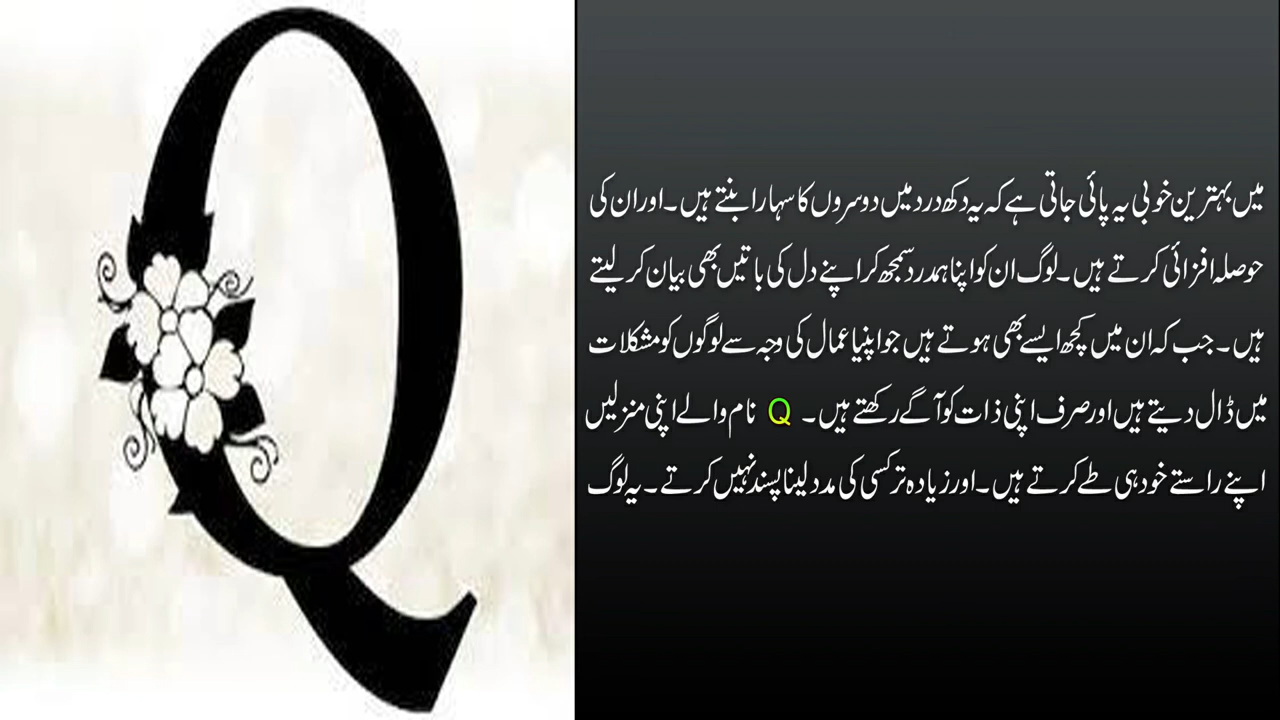 Q
میں بہترین خوبی یہ پائی جاتی ہے کہ یہ دکھ درد میں دوسروں کا سہارا بنتے ہیں۔ اور ان کی
حوصلہ افزائی کرتے ہیں۔ لوگ ان کو اپنا ہمدرد سمجھ کر اپنے دل کی باتیں بھی بیان کر لیتے
ہیں۔ جب کہ ان میں کچھ ایسے بھی ہوتے ہیں جو اپنیا عمال کی وجہ سے لوگوں کو مشکلات
میں ڈال دیتے ہیں اور صرف اپنی ذات کو آگے رکھتے ہیں۔ Q نام والے اپنی منزلیں
اپنے راستے خود ہی طے کرتے ہیں۔ اور زیادہ تر کسی کی مدد لینا پسند نہیں کرتے۔ یہ لوگ